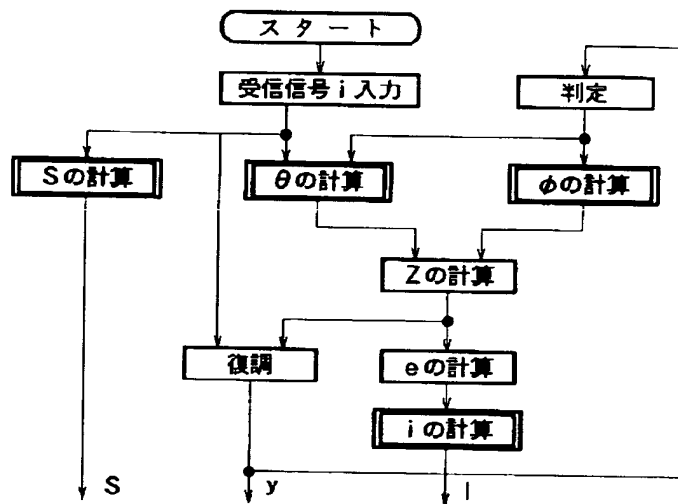 スタート
受信信号i入力
判定
Sの計算
θの計算
φの計算
Zの計算
復調
eの計算
iの計算
S
y
I